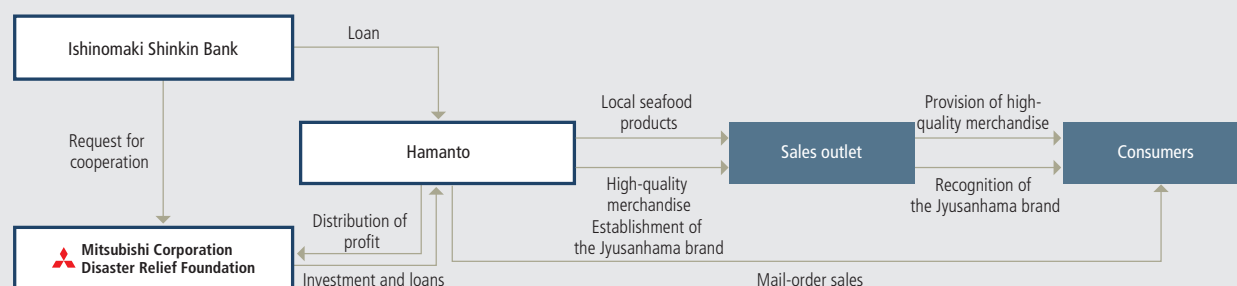 Ishinomaki Shinkin Bank
Loan
Request for
cooperation
Hamanto
Local seafood
products
High-quality
merchandise
Establishment of
the Jyusanhama brand
Sales outlet
Provision of high-
quality merchandise
Recognition of
the Jyusanhama brand
Consumers
Distribution of
profit
Mitsubishi Corporation
Disaster Relief Foundation
Investment and loans
Mail-order sales